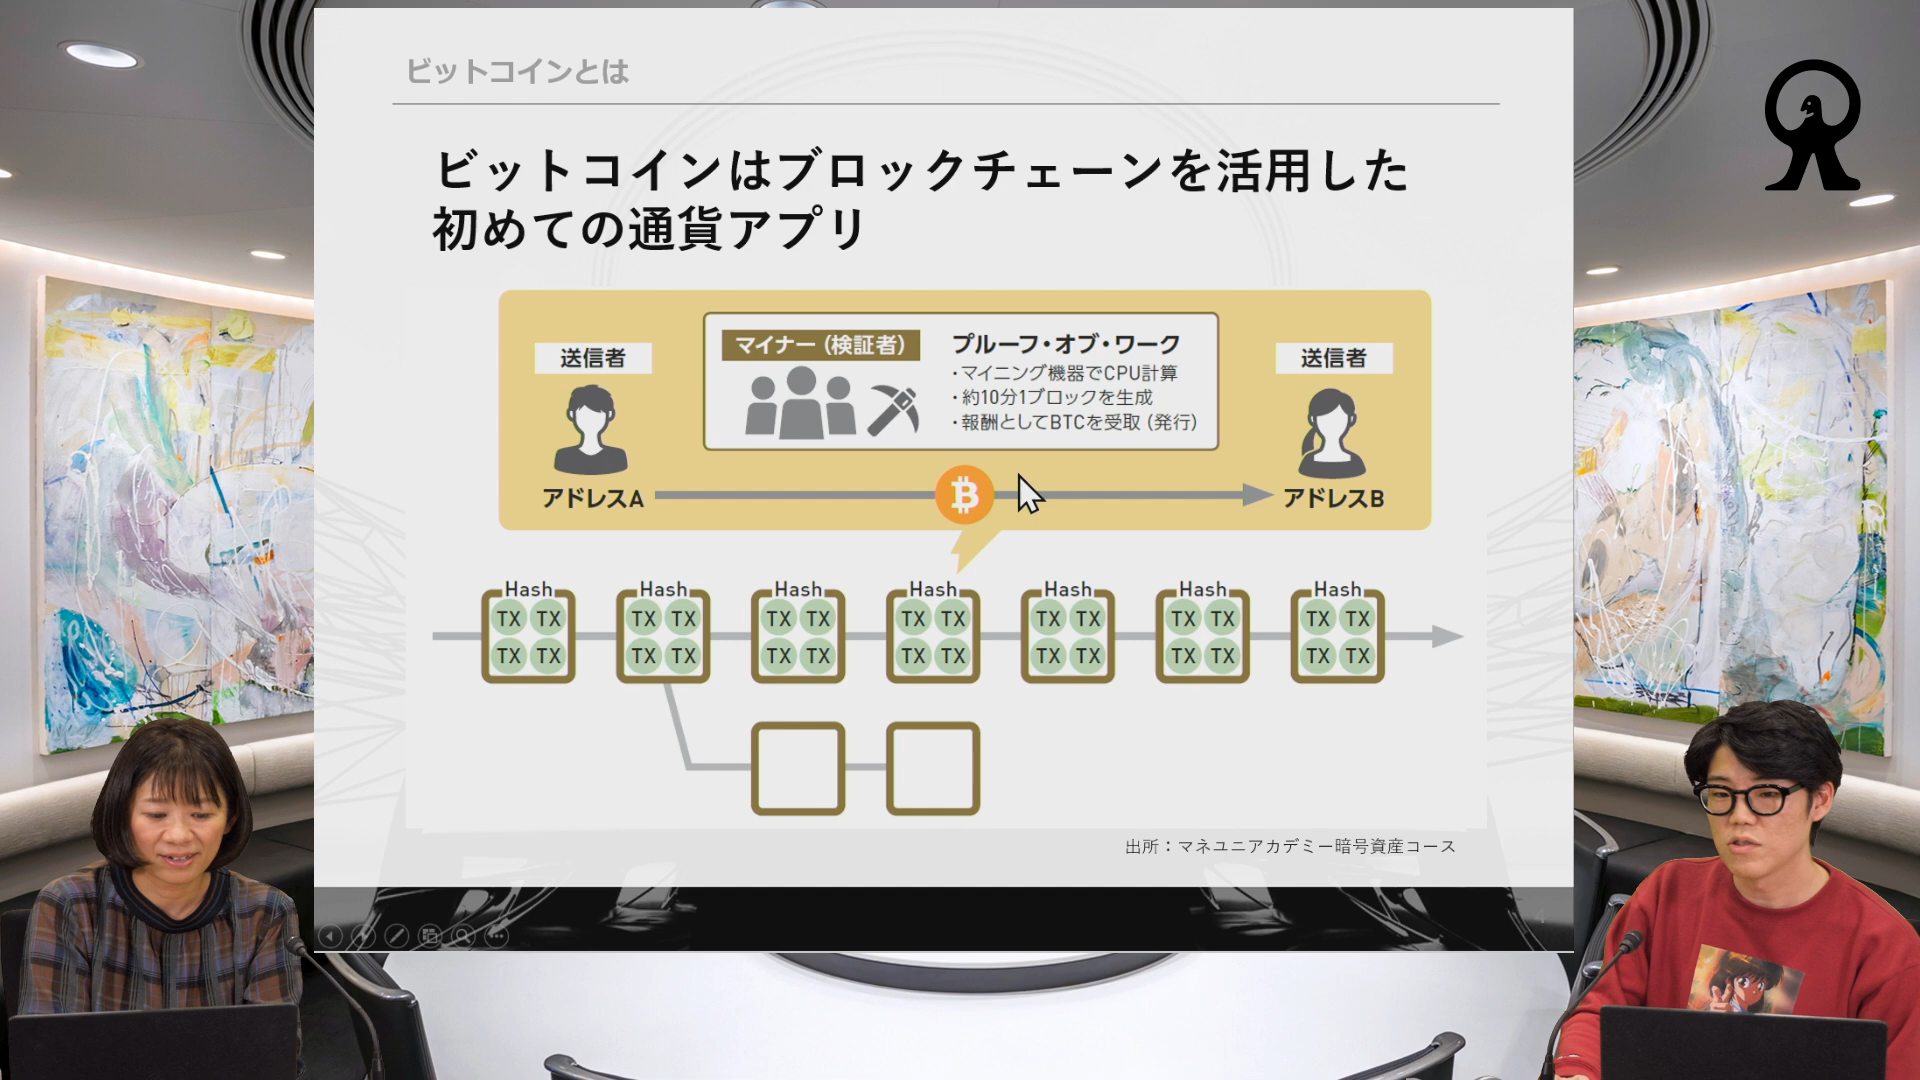 ビットコインとは
ビットコインはブロックチェーンを活用した
初めての通貨アプリ
送信者
マイナー（検証者）
プルーフ・オブ・ワーク
・マイニング機器でCPU計算
・約10分1ブロックを生成
・報酬としてBTCを受取（発行）
送信者
アドレスA
アドレスB
Hash
TX TX
TX TX
Hash
TX TX
TX TX
Hash
TX TX
TX TX
Hash
TX TX
TX TX
Hash
TX TX
TX TX
Hash
TX TX
TX TX
Hash
TX TX
TX TX
出所：マネユニアカデミー暗号資産コース